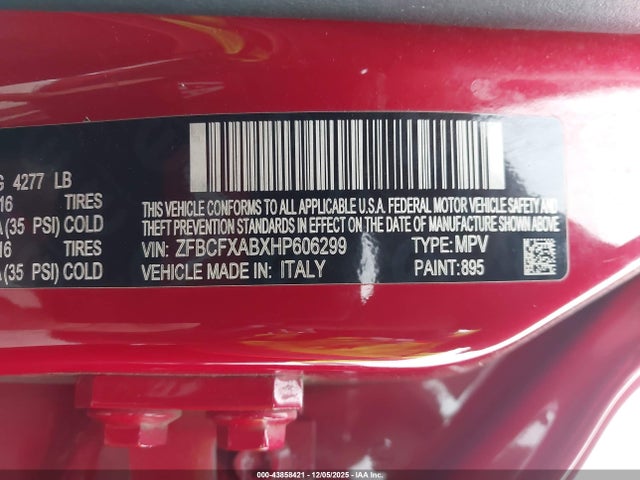 G 4277 LB
16 TIRES
A (35 PSI) COLD
16 TIRES
A (35 PSI) COLD
THIS VEHICLE CONFORMS TO ALL APPLICABLE U.S.A. FEDERAL MOTOR VEHICLE SAFETY AND
THEFT PREVENTION STANDARDS IN EFFECT ON THE DATE OF MANUFACTURE SHOWN ABOVE.
VIN: ZFBCFXABXHP606299 TYPE: MPV
VEHICLE MADE IN: ITALY PAINT: 895
000-43858421 - 12/05/2025 - IAA Inc.